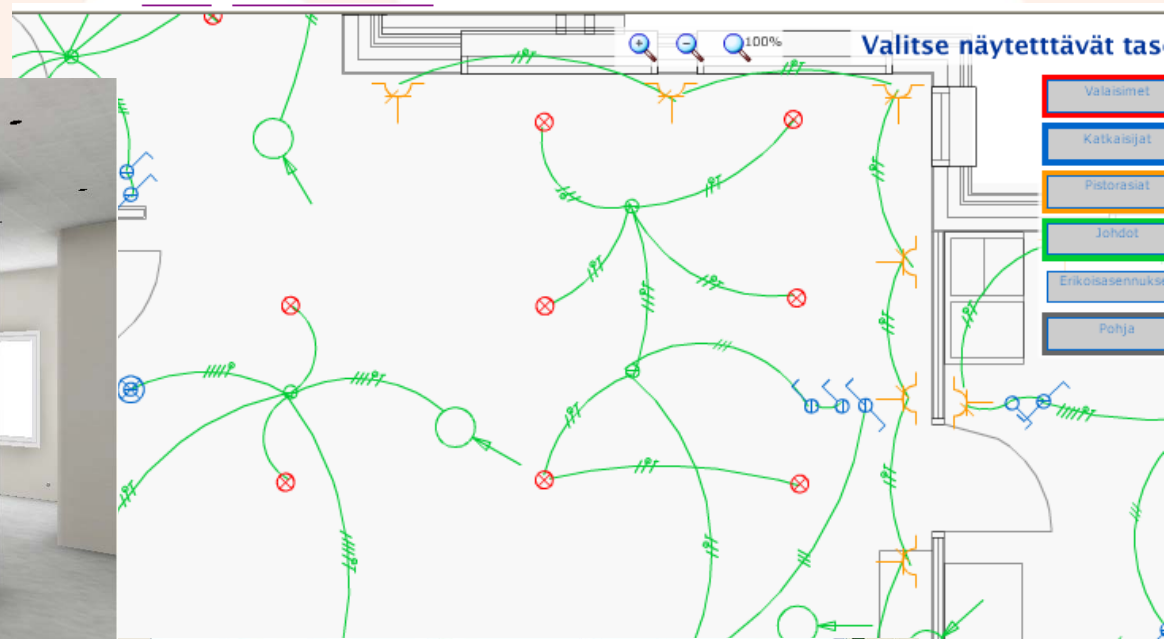 100%
Valitse näytetttävät tas
Valaisimet
Katkaisijat
Pistorasiat
Johdot
Erikoisasennuks
Pohja